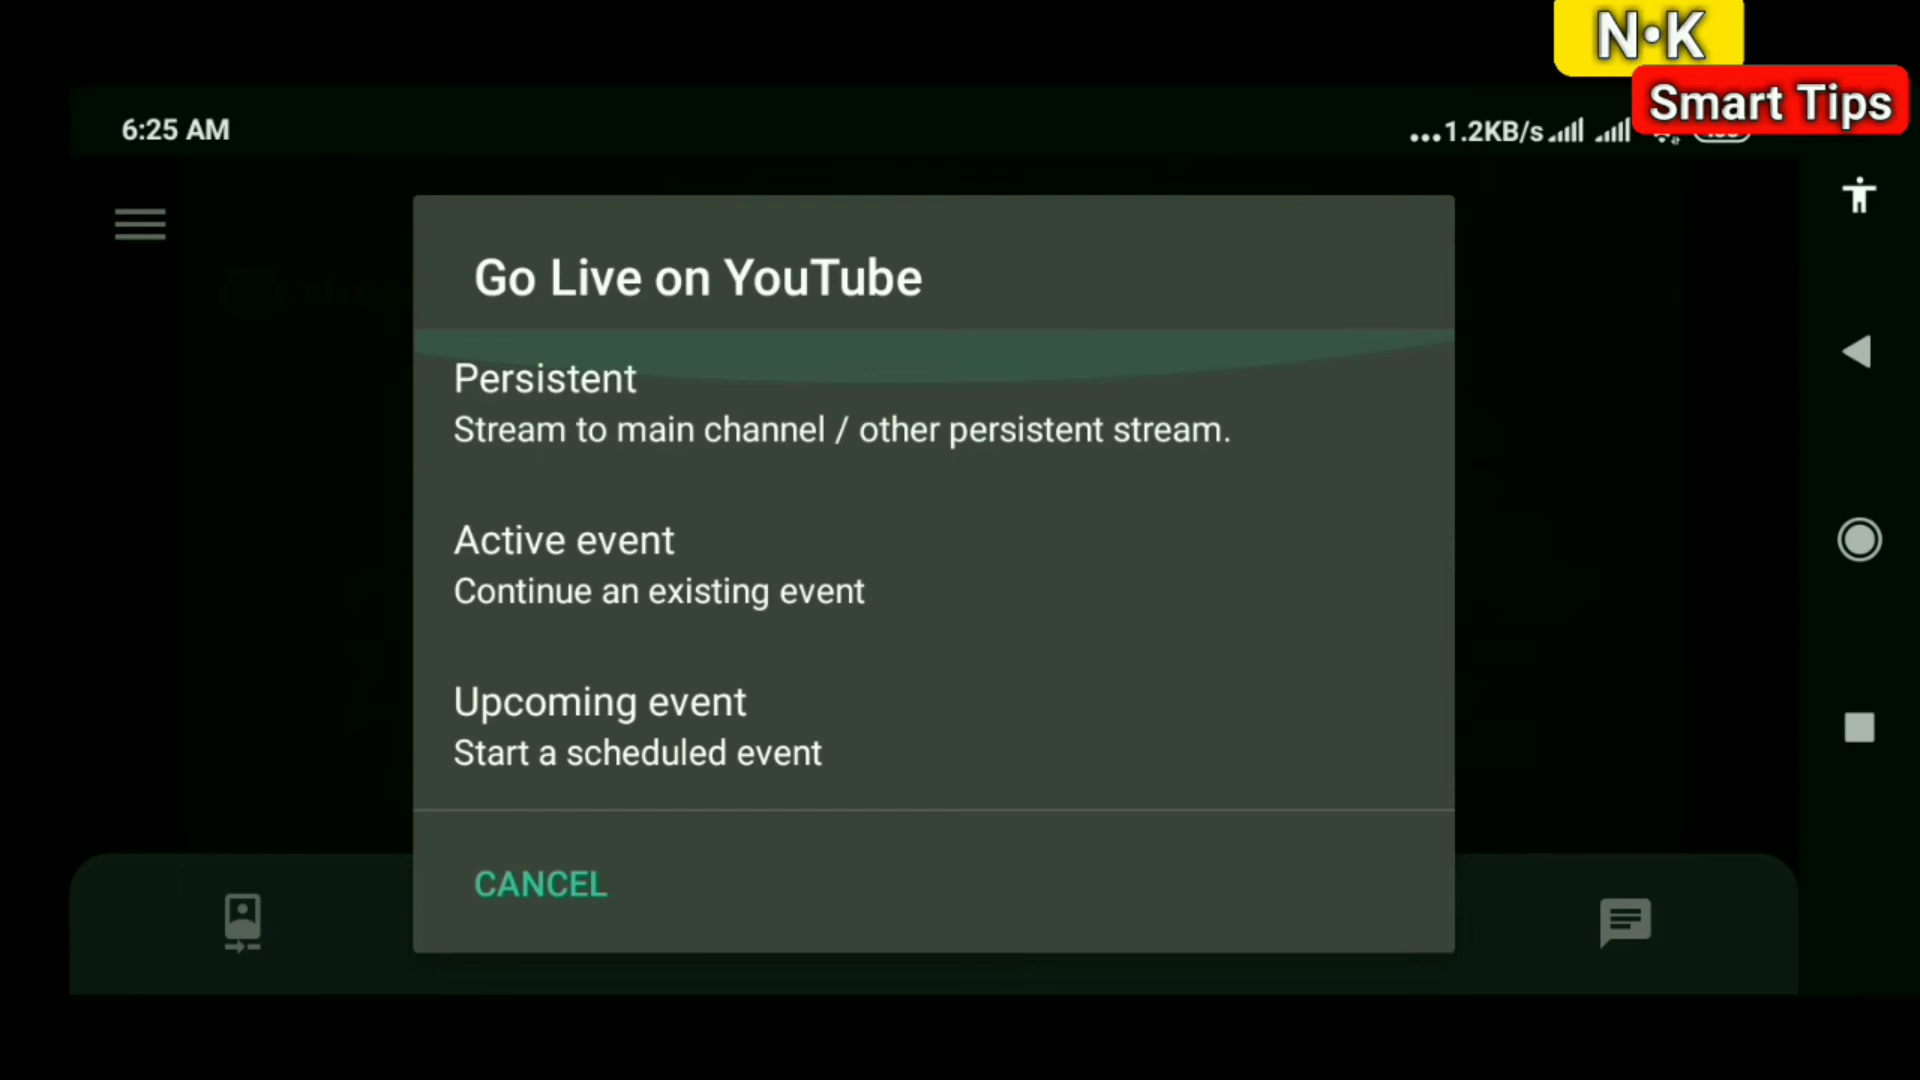 N•K
Smart Tips
6:25 AM
...1.2KB/s
Go Live on YouTube
Persistent
Stream to main channel / other persistent stream.
Active event
Continue an existing event
Upcoming event
Start a scheduled event
CANCEL